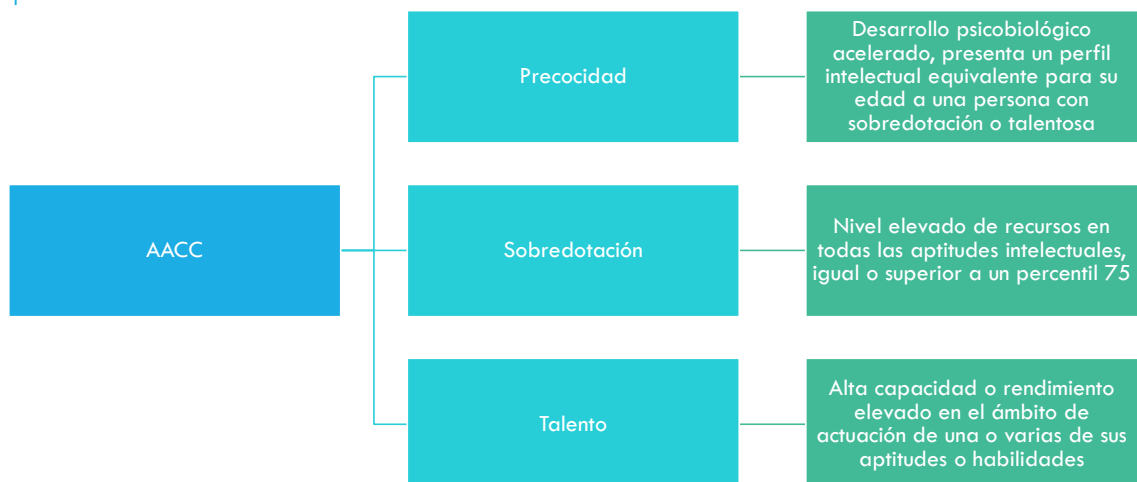 AACC
Precocidad
Desarrollo psicobiológico
acelerado, presenta un perfil
intelectual equivalente para su
edad a una persona con
sobredotación o talentosa
Sobredotación
Nivel elevado de recursos en
todas las aptitudes intelectuales,
igual o superior a un percentil 75
Talento
Alta capacidad o rendimiento
elevado en el ámbito de
actuación de una o varias de sus
aptitudes o habilidades